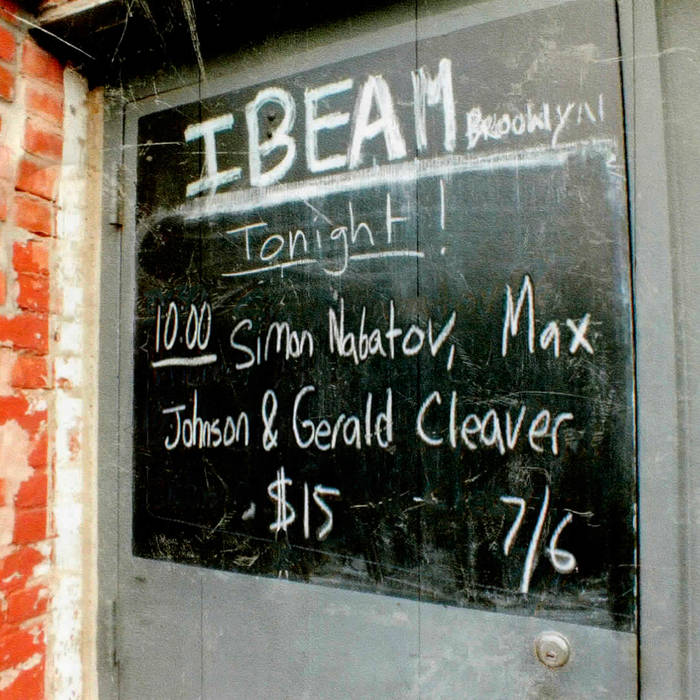 IBEAM BROOKLYN
Tonight!
10:00 Simon Nabatov, Max
Johnson & Gerald Cleaver
$15 7/6